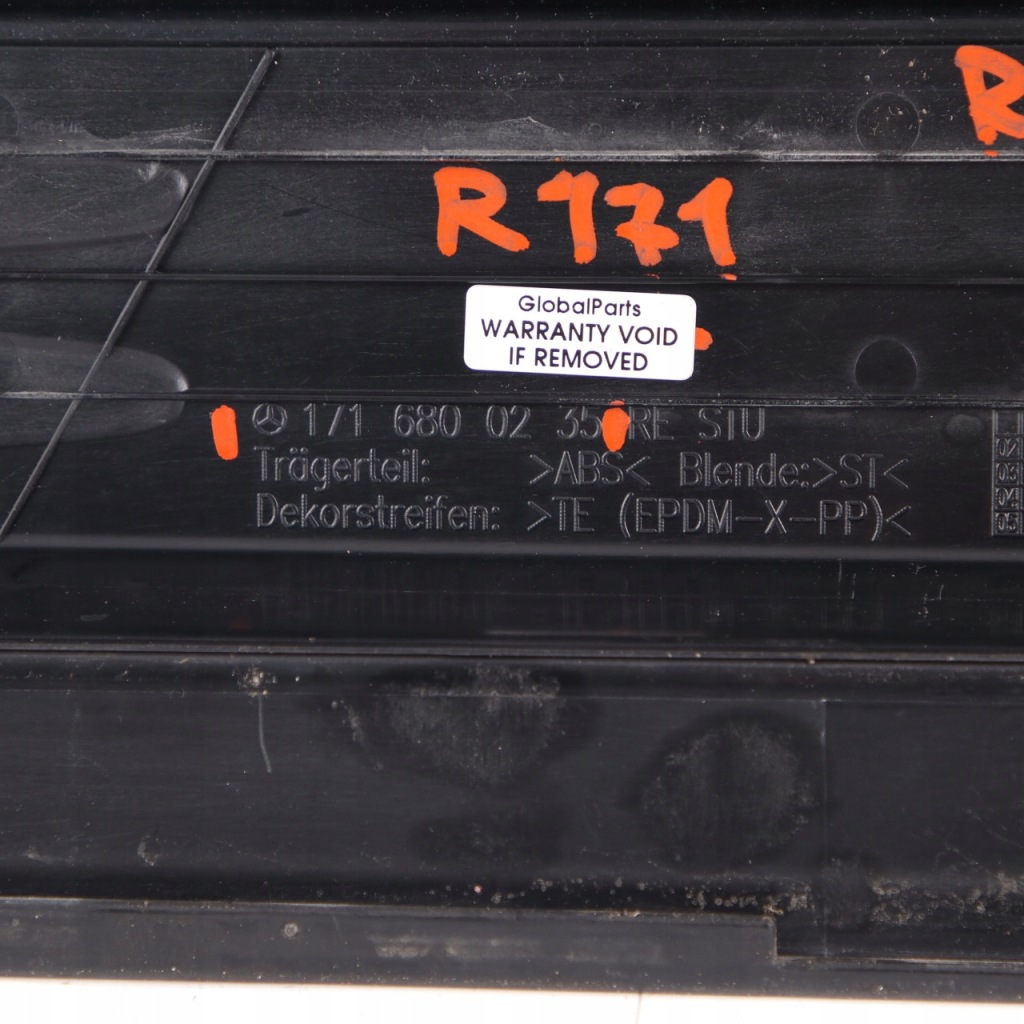 R
R171
GlobalParts
WARRANTY VOID
IF REMOVED
171 680 02 35 RE STU
Trägerteil: >ABS< Blende:>ST<
Dekorstreifen: >TE (EPDM-X-PP)<